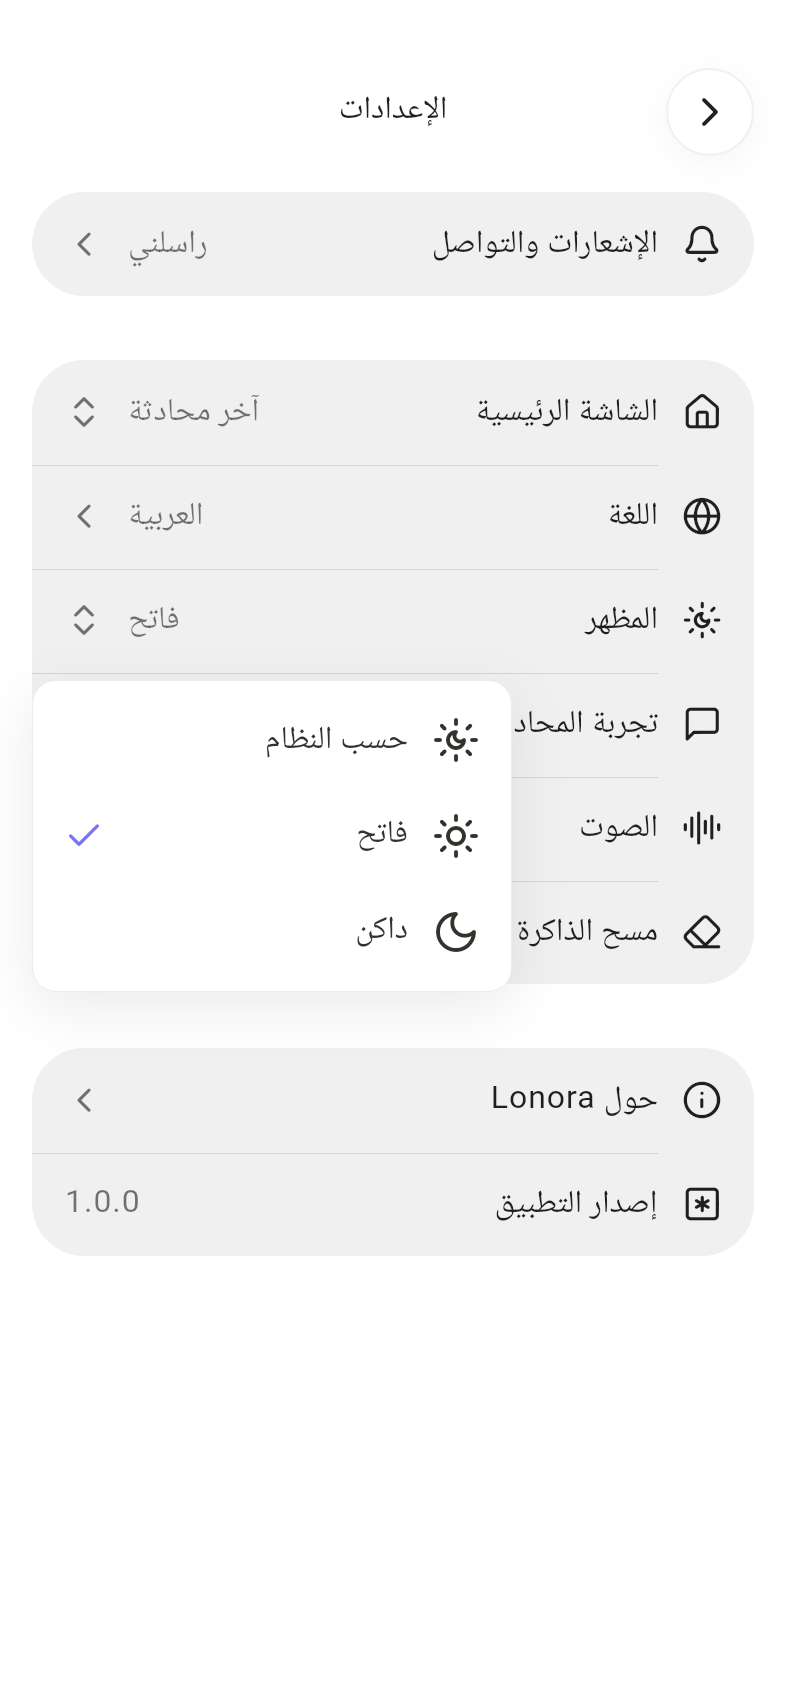 الإعدادات
الإشعارات والتواصل راسلني
الشاشة الرئيسية آخر محادثة
اللغة العربية
المظهر فاتح
تجربة المحاد
الصوت
مسح الذاكرة
حسب النظام
فاتح
داكن
حول Lonora
إصدار التطبيق 1.0.0